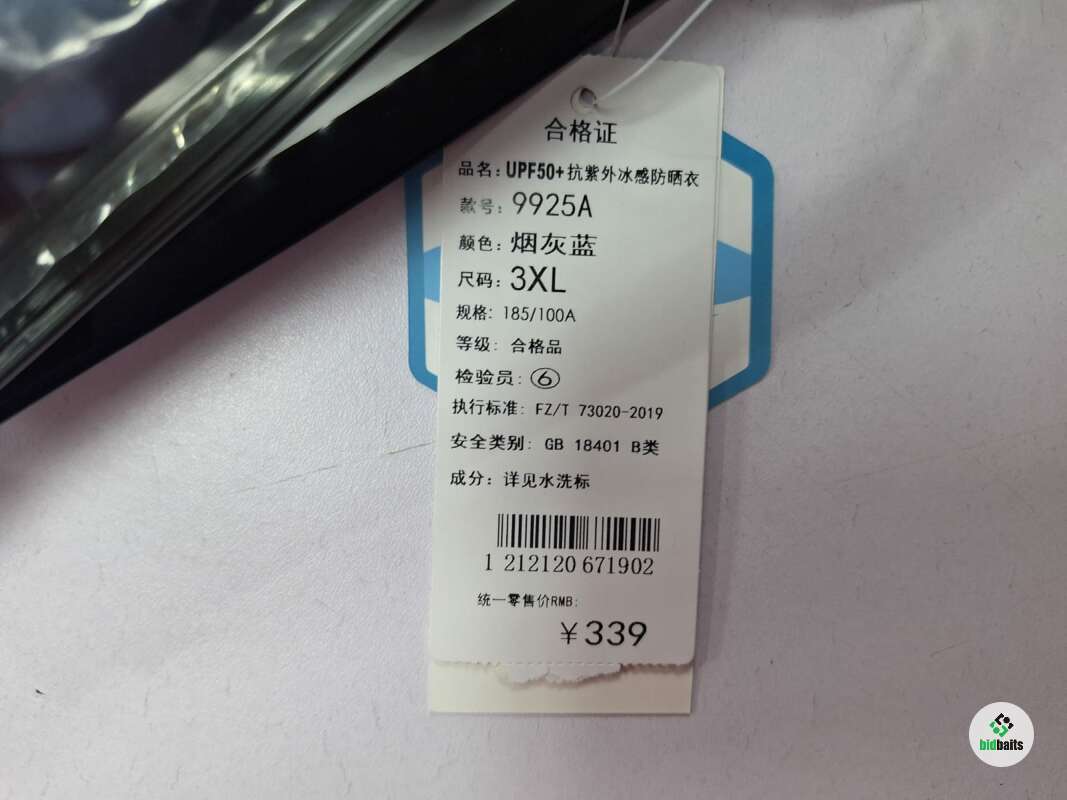 合格证
品名：UPF50+抗紫外冰感防晒衣
款号：9925A
颜色：烟灰蓝
尺码：3XL
规格：185/100A
等级：合格品
检验员：⑥
执行标准：FZ/T 73020-2019
安全类别：GB 18401 B类
成分：详见水洗标
1 212120 671902
统一零售价RMB:
¥339
bidbaits